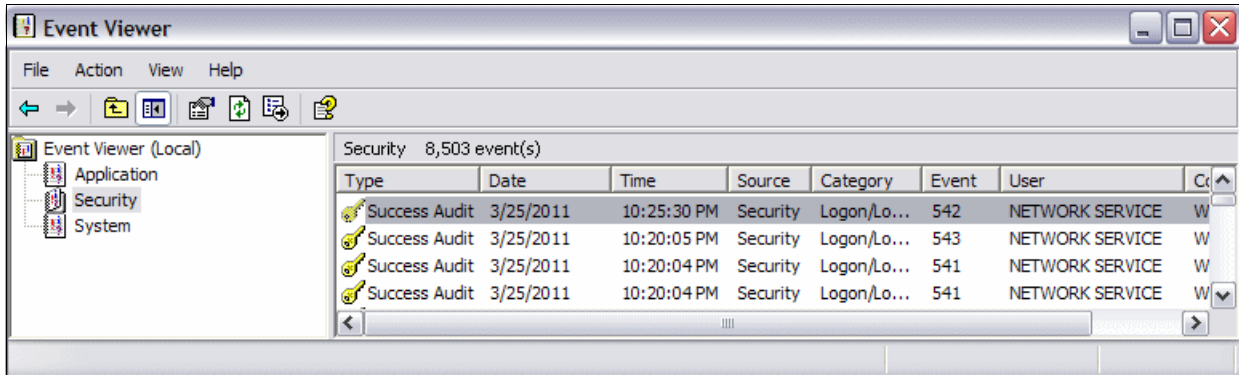 Event Viewer
File Action View Help
Event Viewer (Local)
Application
Security
System
Security 8,503 event(s)
Type Date Time Source Category Event User Co
Success Audit 3/25/2011 10:25:30 PM Security Logon/Lo... 542 NETWORK SERVICE W
Success Audit 3/25/2011 10:20:05 PM Security Logon/Lo... 543 NETWORK SERVICE W
Success Audit 3/25/2011 10:20:04 PM Security Logon/Lo... 541 NETWORK SERVICE W
Success Audit 3/25/2011 10:20:04 PM Security Logon/Lo... 541 NETWORK SERVICE W